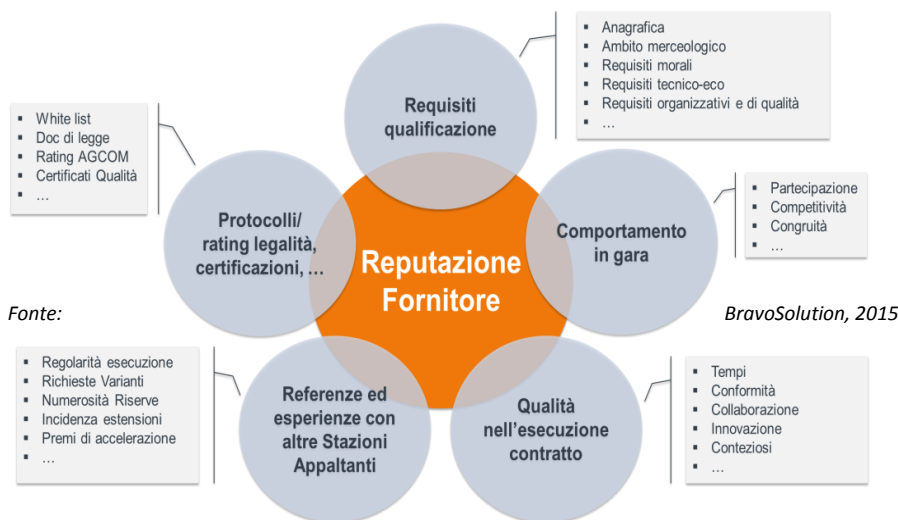 Requisiti
qualificazione
▪ Anagrafica
▪ Ambito merceologico
▪ Requisiti morali
▪ Requisiti tecnico-eco
▪ Requisiti organizzativi e di qualità
▪ …
▪ White list
▪ Doc di legge
▪ Rating AGCOM
▪ Certificati Qualità
▪ …
Protocolli/
rating legalità,
certificazioni, …
Reputazione
Fornitore
Comportamento
in gara
▪ Partecipazione
▪ Competitività
▪ Congruità
▪ …
Fonte:
BravoSolution, 2015
▪ Regolarità esecuzione
▪ Richieste Varianti
▪ Numerosità Riserve
▪ Incidenza estensioni
▪ Premi di accelerazione
▪ …
Referenze ed
esperienze con
altre Stazioni
Appaltanti
Qualità
nell’esecuzione
contratto
▪ Tempi
▪ Conformità
▪ Collaborazione
▪ Innovazione
▪ Conteziosi
▪ …